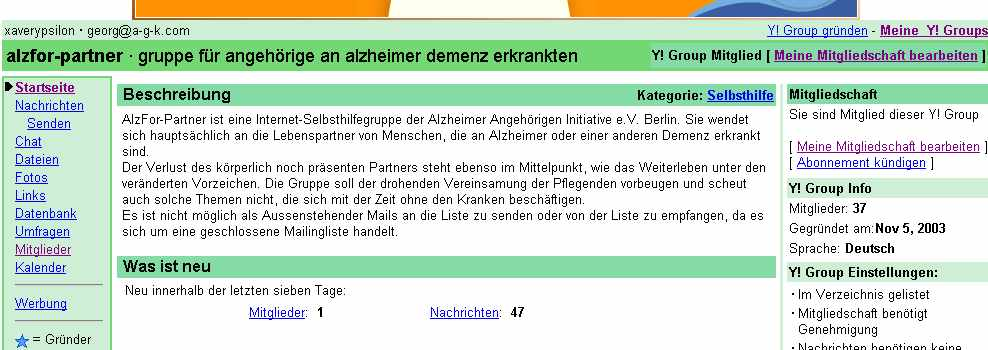 xaverypsilon · georg@a-g-k.com
Y! Group gründen - Meine Y! Groups
alzfor-partner · gruppe für angehörige an alzheimer demenz erkrankten
Y! Group Mitglied [ Meine Mitgliedschaft bearbeiten ]
Startseite
Nachrichten
Senden
Chat
Dateien
Fotos
Links
Datenbank
Umfragen
Mitglieder
Kalender
Werbung
= Gründer
Beschreibung
Kategorie: Selbsthilfe
AlzFor-Partner ist eine Internet-Selbsthilfegruppe der Alzheimer Angehörigen Initiative e.V. Berlin. Sie wendet
sich hauptsächlich an die Lebenspartner von Menschen, die an Alzheimer oder einer anderen Demenz erkrankt
sind.
Der Verlust des körperlich noch präsenten Partners steht ebenso im Mittelpunkt, wie das Weiterleben unter den
veränderten Vorzeichen. Die Gruppe soll der drohenden Vereinsamung der Pflegenden vorbeugen und scheut
auch solche Themen nicht, die sich mit der Zeit ohne den Kranken beschäftigen.
Es ist nicht möglich als Aussenstehender Mails an die Liste zu senden oder von der Liste zu empfangen, da es
sich um eine geschlossene Mailingliste handelt.
Was ist neu
Neu innerhalb der letzten sieben Tage:
Mitglieder: 1
Nachrichten: 47
Mitgliedschaft
Sie sind Mitglied dieser Y! Group
[ Meine Mitgliedschaft bearbeiten ]
[ Abonnement kündigen ]
Y! Group Info
Mitglieder: 37
Gegründet am:Nov 5, 2003
Sprache: Deutsch
Y! Group Einstellungen:
· Im Verzeichnis gelistet
· Mitgliedschaft benötigt
Genehmigung
· Nachrichten benötigen keine